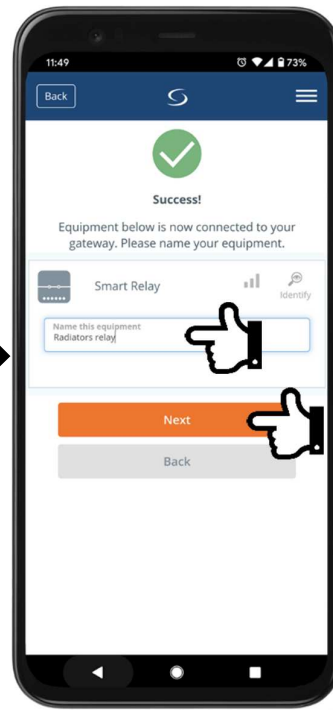 11:49
73%
Back
Success!
Equipment below is now connected to your
gateway. Please name your equipment.
Smart Relay
Identify
Name this equipment
Radiators relay
Next
Back